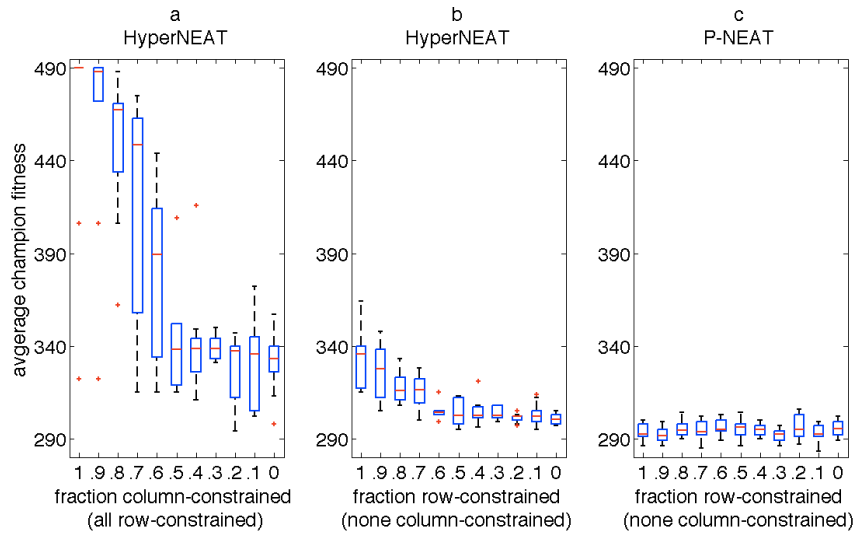 a
HyperNEAT
b
HyperNEAT
c
P-NEAT
avgerage champion fitness
490
440
390
340
290
1 .9 .8 .7 .6 .5 .4 .3 .2 .1 0
fraction column-constrained
(all row-constrained)
490
440
390
340
290
1 .9 .8 .7 .6 .5 .4 .3 .2 .1 0
fraction row-constrained
(none column-constrained)
490
440
390
340
290
1 .9 .8 .7 .6 .5 .4 .3 .2 .1 0
fraction row-constrained
(none column-constrained)